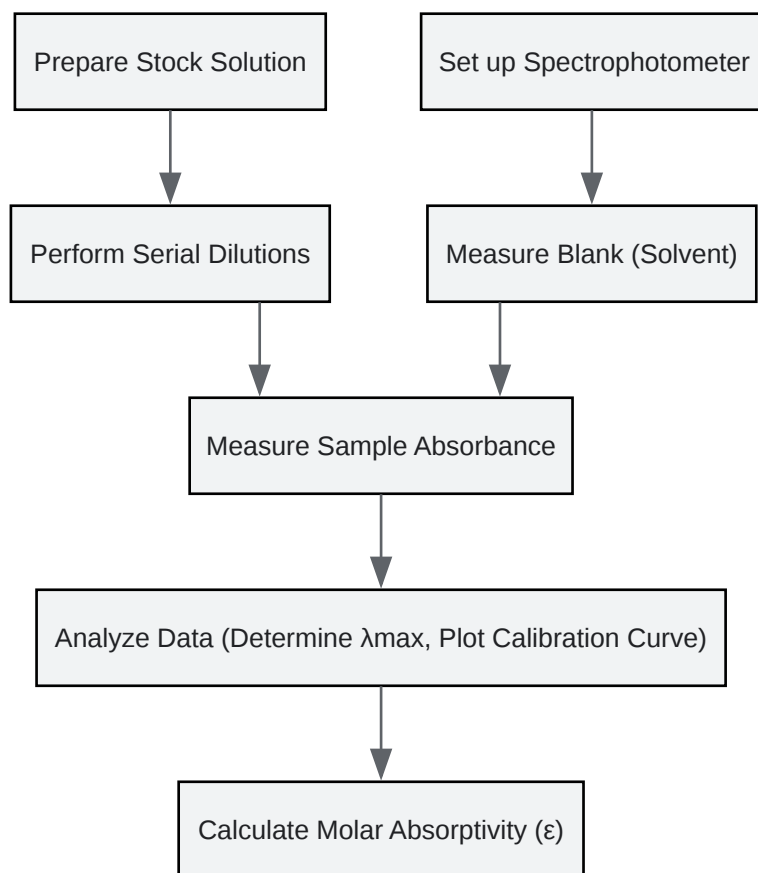 Prepare Stock Solution
Set up Spectrophotometer
Perform Serial Dilutions
Measure Blank (Solvent)
Measure Sample Absorbance
Analyze Data (Determine λmax, Plot Calibration Curve)
Calculate Molar Absorptivity (ε)